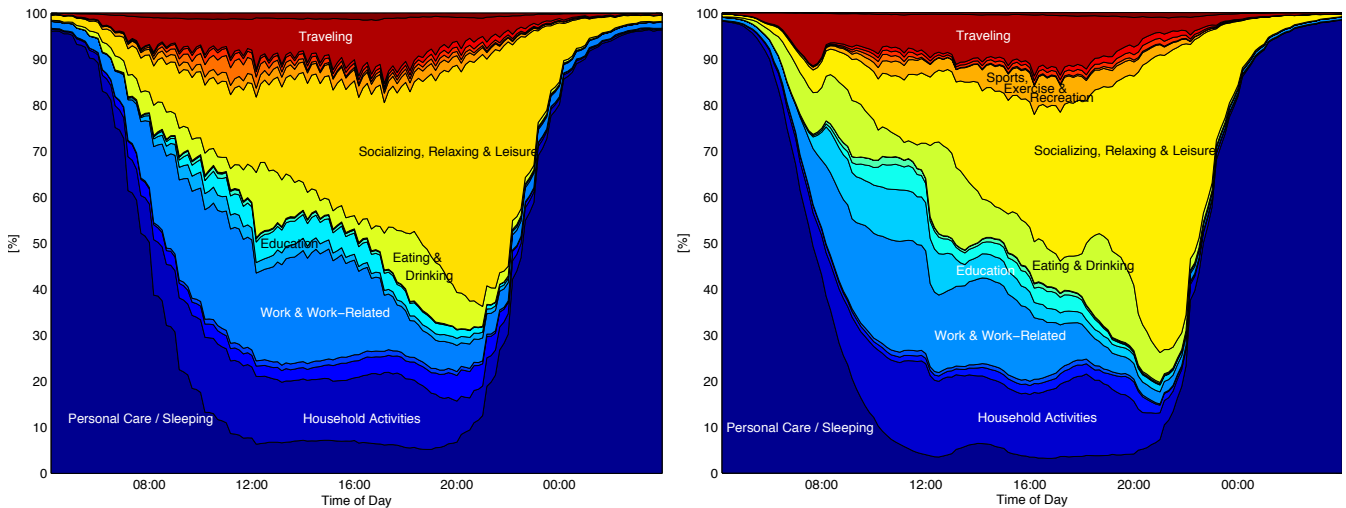 100
90
80
70
60
50
40
30
20
10
0
[%]
Traveling
Socializing, Relaxing & Leisure
Education
Eating &
Drinking
Work & Work−Related
Personal Care / Sleeping
Household Activities
08:00
12:00
16:00
20:00
00:00
Time of Day
100
90
80
70
60
50
40
30
20
10
0
[%]
Traveling
Sports,
Exercise &
Recreation
Socializing, Relaxing & Leisure
Education
Eating & Drinking
Work & Work−Related
Household Activities
Personal Care / Sleeping
08:00
12:00
16:00
20:00
00:00
Time of Day